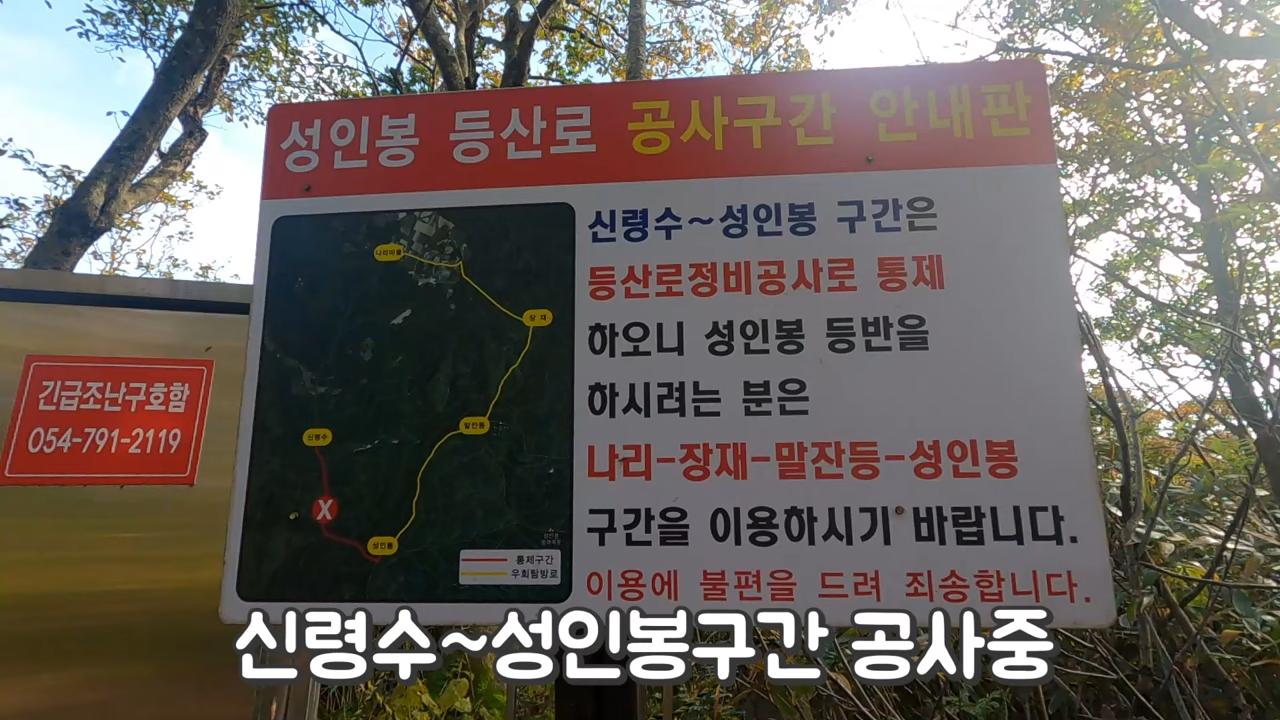 성인봉 등산로 공사구간 안내판
신령수~성인봉 구간은
등산로정비공사로 통제
하오니 성인봉 등반을
하시려는 분은
나리-장재-말잔등-성인봉
구간을 이용하시기 바랍니다.
이용에 불편을 드려 죄송합니다.
나리마을
장 재
말잔등
신령수
X
성인봉
통제구간
우회탐방로
긴급조난구호함
054-791-2119
신령수~성인봉구간 공사중